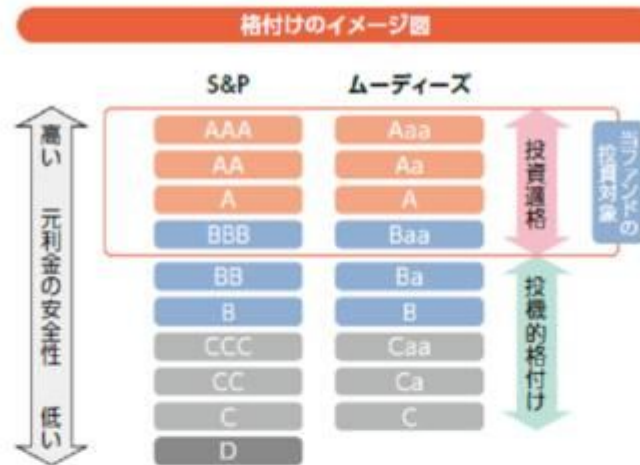 格付けのイメージ図
S&P ムーディーズ
高い 元利金の安全性 低い
AAA Aaa
AA Aa
A A
BBB Baa
BB Ba
B B
CCC Caa
CC Ca
C C
D
投資適格
投機的格付け
当ファンドの
投資対象